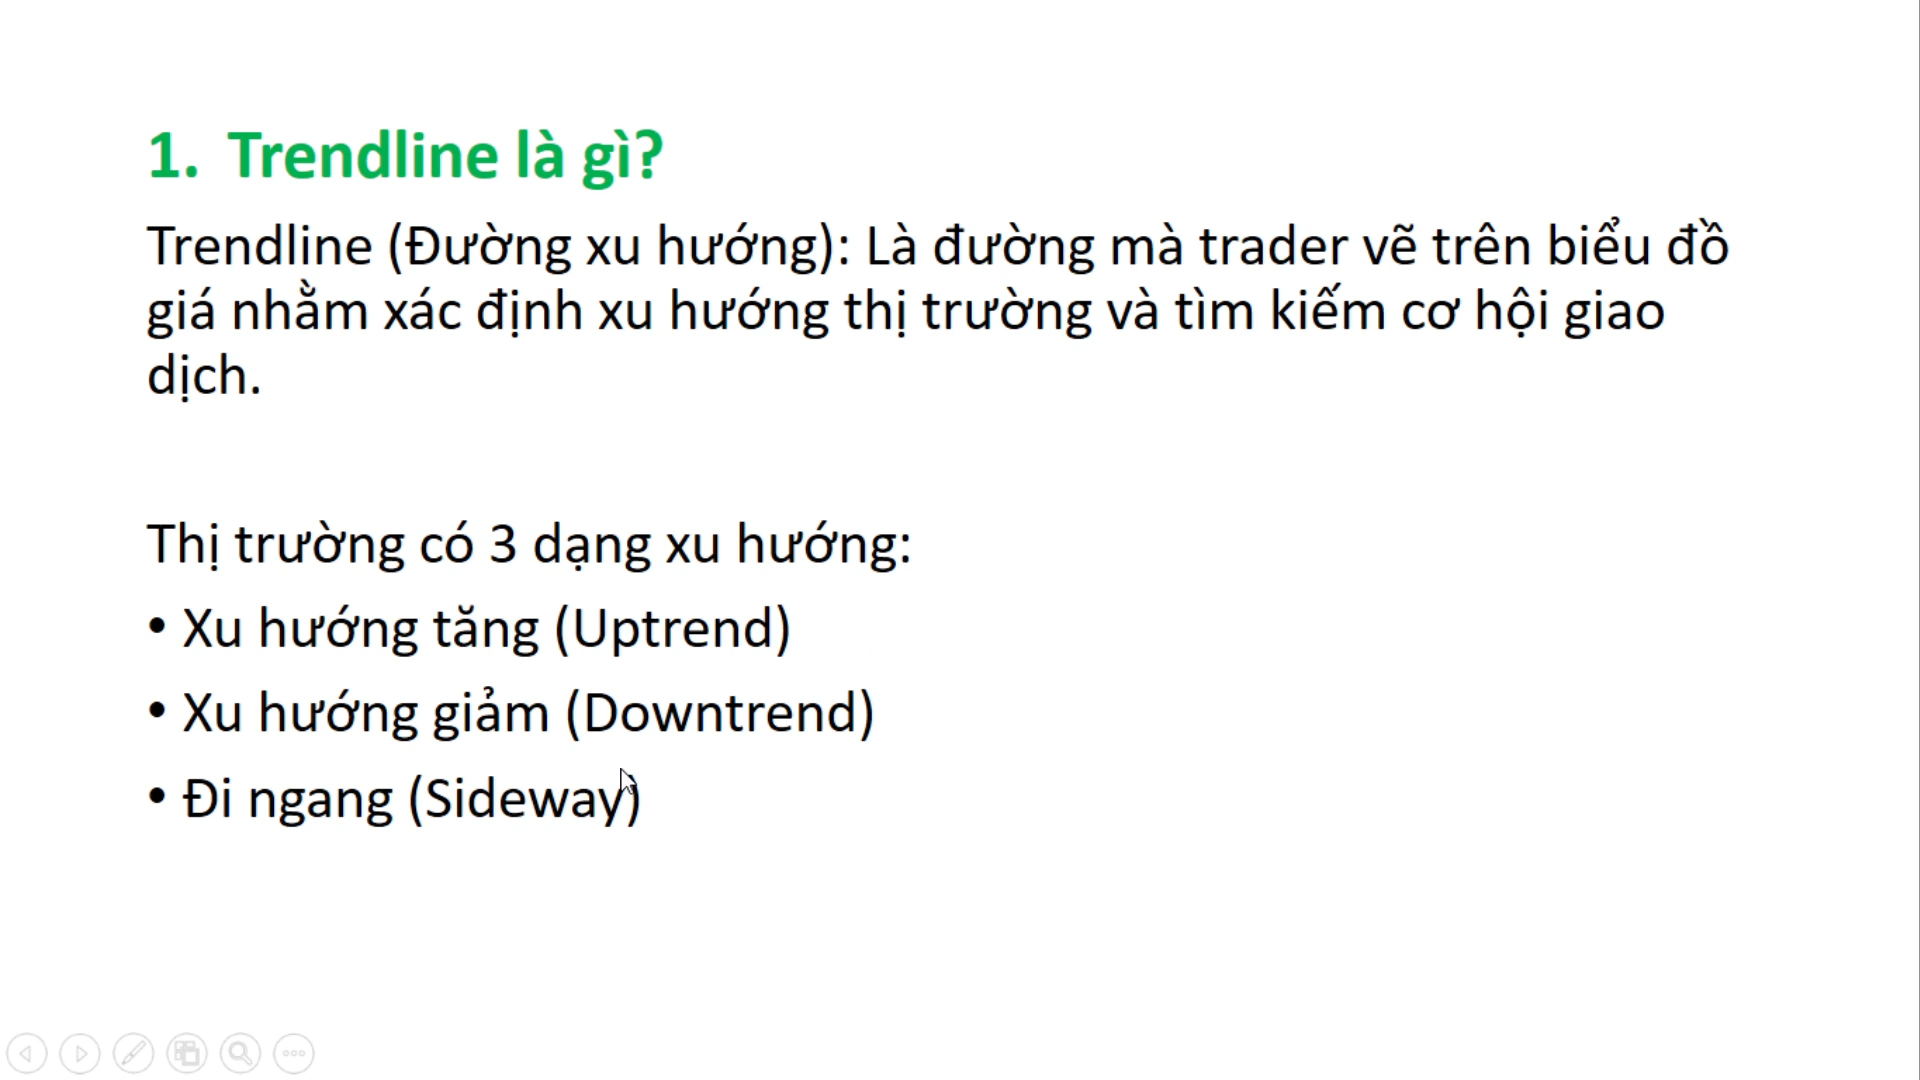 1. Trendline là gì?
Trendline (Đường xu hướng): Là đường mà trader vẽ trên biểu đồ
giá nhằm xác định xu hướng thị trường và tìm kiếm cơ hội giao
dịch.
Thị trường có 3 dạng xu hướng:
• Xu hướng tăng (Uptrend)
• Xu hướng giảm (Downtrend)
• Đi ngang (Sideway)